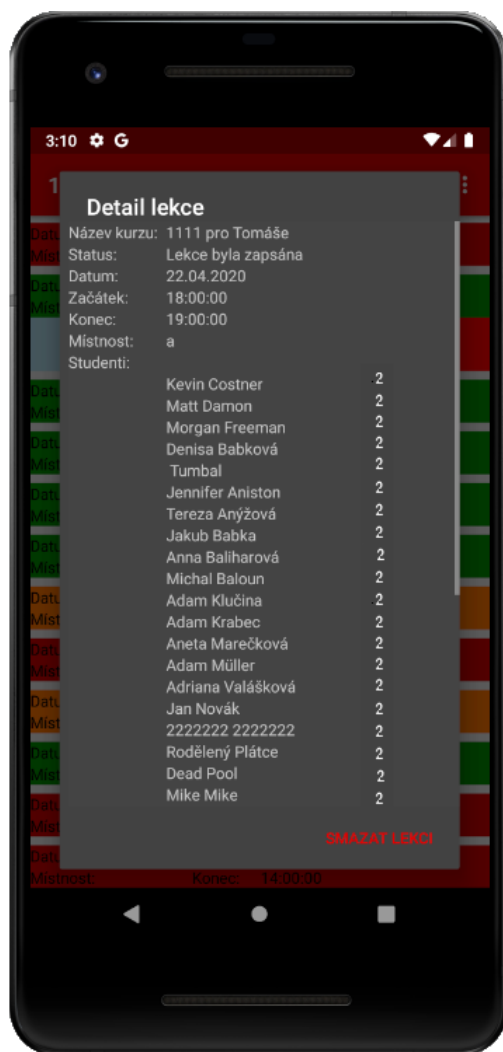 3:10 G
1
Detail lekce
Název kurzu: 1111 pro Tomáše
Status: Lekce byla zapsána
Datum: 22.04.2020
Začátek: 18:00:00
Konec: 19:00:00
Místnost: a
Studenti:
Kevin Costner 2
Matt Damon 2
Morgan Freeman 2
Denisa Babková 2
Tumbal 2
Jennifer Aniston 2
Tereza Anýžová 2
Jakub Babka 2
Anna Baliharová 2
Michal Baloun 2
Adam Klučina 2
Adam Krabec 2
Aneta Marečková 2
Adam Müller 2
Adriana Valášková 2
Jan Novák 2
2222222 2222222 2
Rodělený Plátce 2
Dead Pool 2
Mike Mike 2
SMAZAT LEKCI
Místnost: Konec: 14:00:00